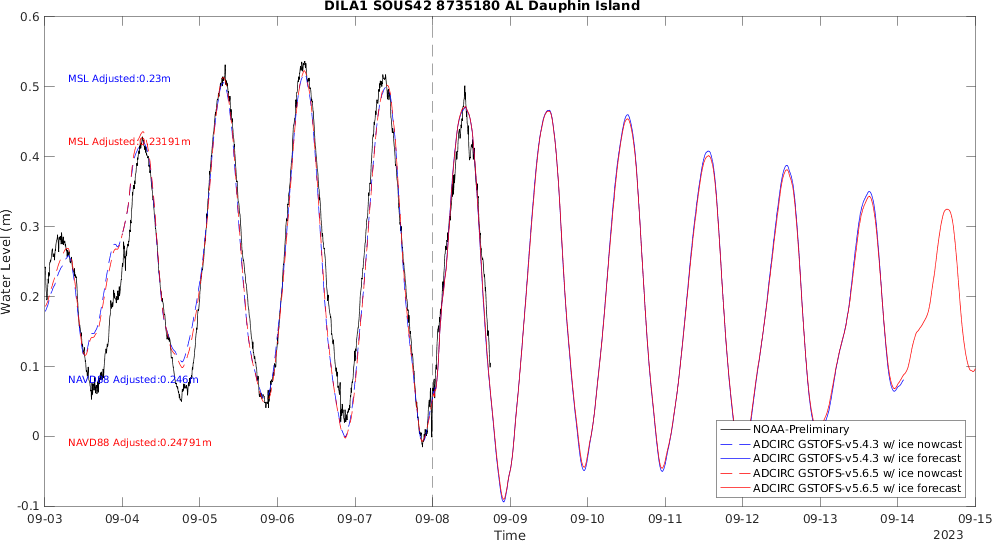 DILA1 SOUS42 8735180 AL Dauphin Island
Water Level (m)
0.6
0.5
0.4
0.3
0.2
0.1
0
-0.1
MSL Adjusted:0.23m
MSL Adjusted:0.23191m
NAVD88 Adjusted:0.246m
NAVD88 Adjusted:0.24791m
NOAA-Preliminary
ADCIRC GSTOFS-v5.4.3 w/ ice nowcast
ADCIRC GSTOFS-v5.4.3 w/ ice forecast
ADCIRC GSTOFS-v5.6.5 w/ ice nowcast
ADCIRC GSTOFS-v5.6.5 w/ ice forecast
09-03 09-04 09-05 09-06 09-07 09-08 09-09 09-10 09-11 09-12 09-13 09-14 09-15
Time
2023